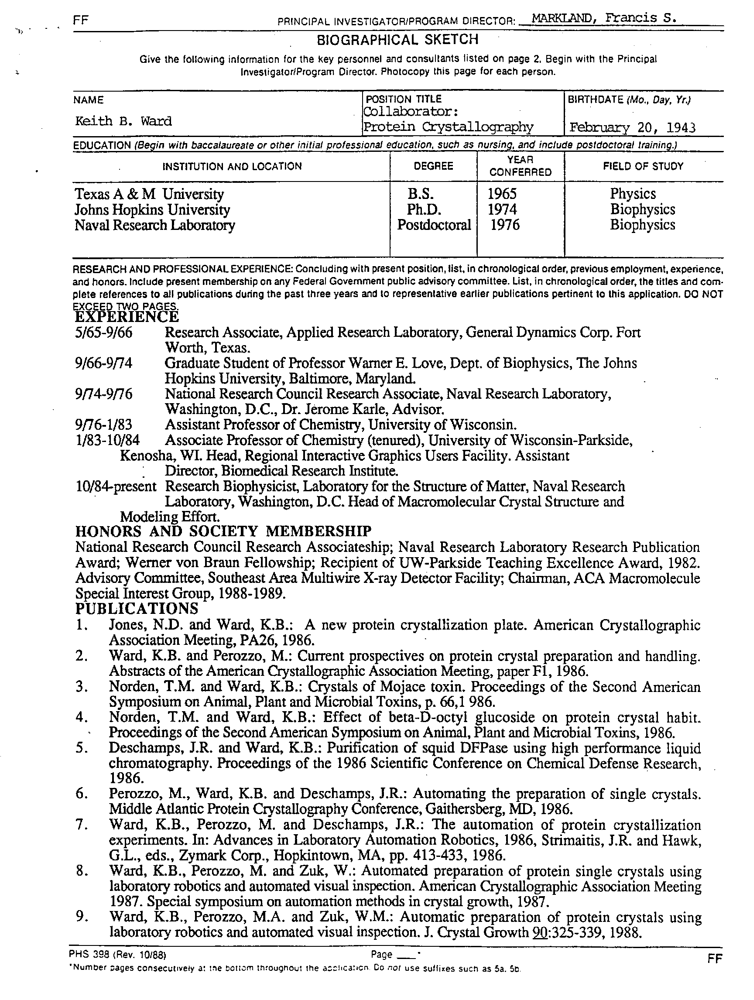 FF
PRINCIPAL INVESTIGATOR/PROGRAM DIRECTOR: MARKLAND, Francis S.
BIOGRAPHICAL SKETCH
Give the following information for the key personnel and consultants listed on page 2. Begin with the Principal
Investigator/Program Director. Photocopy this page for each person.
NAME
Keith B. Ward
POSITION TITLE
Collaborator:
Protein Crystallography
BIRTHDATE (Mo., Day, Yr.)
February 20, 1943
EDUCATION (Begin with baccalaureate or other initial professional education, such as nursing, and include postdoctoral training.)
INSTITUTION AND LOCATION DEGREE YEAR CONFERRED FIELD OF STUDY
Texas A & M University B.S. 1965 Physics
Johns Hopkins University Ph.D. 1974 Biophysics
Naval Research Laboratory Postdoctoral 1976 Biophysics
RESEARCH AND PROFESSIONAL EXPERIENCE: Concluding with present position, list, in chronological order, previous employment, experience,
and honors. Include present membership on any Federal Government public advisory committee. List, in chronological order, the titles and com-
plete references to all publications during the past three years and to representative earlier publications pertinent to this application. DO NOT
EXCEED TWO PAGES.
EXPERIENCE
5/65-9/66 Research Associate, Applied Research Laboratory, General Dynamics Corp. Fort
Worth, Texas.
9/66-9/74 Graduate Student of Professor Warner E. Love, Dept. of Biophysics, The Johns
Hopkins University, Baltimore, Maryland.
9/74-9/76 National Research Council Research Associate, Naval Research Laboratory,
Washington, D.C., Dr. Jerome Karle, Advisor.
9/76-1/83 Assistant Professor of Chemistry, University of Wisconsin.
1/83-10/84 Associate Professor of Chemistry (tenured), University of Wisconsin-Parkside,
Kenosha, WI. Head, Regional Interactive Graphics Users Facility. Assistant
Director, Biomedical Research Institute.
10/84-present Research Biophysicist, Laboratory for the Structure of Matter, Naval Research
Laboratory, Washington, D.C. Head of Macromolecular Crystal Structure and
Modeling Effort.
HONORS AND SOCIETY MEMBERSHIP
National Research Council Research Associateship; Naval Research Laboratory Research Publication
Award; Werner von Braun Fellowship; Recipient of UW-Parkside Teaching Excellence Award, 1982.
Advisory Committee, Southeast Area Multiwire X-ray Detector Facility; Chairman, ACA Macromolecule
Special Interest Group, 1988-1989.
PUBLICATIONS
1. Jones, N.D. and Ward, K.B.: A new protein crystallization plate. American Crystallographic
Association Meeting, PA26, 1986.
2. Ward, K.B. and Perozzo, M.: Current prospectives on protein crystal preparation and handling.
Abstracts of the American Crystallographic Association Meeting, paper F1, 1986.
3. Norden, T.M. and Ward, K.B.: Crystals of Mojace toxin. Proceedings of the Second American
Symposium on Animal, Plant and Microbial Toxins, p. 66,1 986.
4. Norden, T.M. and Ward, K.B.: Effect of beta-D-octyl glucoside on protein crystal habit.
Proceedings of the Second American Symposium on Animal, Plant and Microbial Toxins, 1986.
5. Deschamps, J.R. and Ward, K.B.: Purification of squid DFPase using high performance liquid
chromatography. Proceedings of the 1986 Scientific Conference on Chemical Defense Research,
1986.
6. Perozzo, M., Ward, K.B. and Deschamps, J.R.: Automating the preparation of single crystals.
Middle Atlantic Protein Crystallography Conference, Gaithersberg, MD, 1986.
7. Ward, K.B., Perozzo, M. and Deschamps, J.R.: The automation of protein crystallization
experiments. In: Advances in Laboratory Automation Robotics, 1986, Strimaitis, J.R. and Hawk,
G.L., eds., Zymark Corp., Hopkintown, MA, pp. 413-433, 1986.
8. Ward, K.B., Perozzo, M. and Zuk, W.: Automated preparation of protein single crystals using
laboratory robotics and automated visual inspection. American Crystallographic Association Meeting
1987. Special symposium on automation methods in crystal growth, 1987.
9. Ward, K.B., Perozzo, M.A. and Zuk, W.M.: Automatic preparation of protein crystals using
laboratory robotics and automated visual inspection. J. Crystal Growth 90:325-339, 1988.
PHS 398 (Rev. 10/88) Page ___* FF
*Number pages consecutively at the bottom throughout the application. Do not use suffixes such as 5a, 5b.